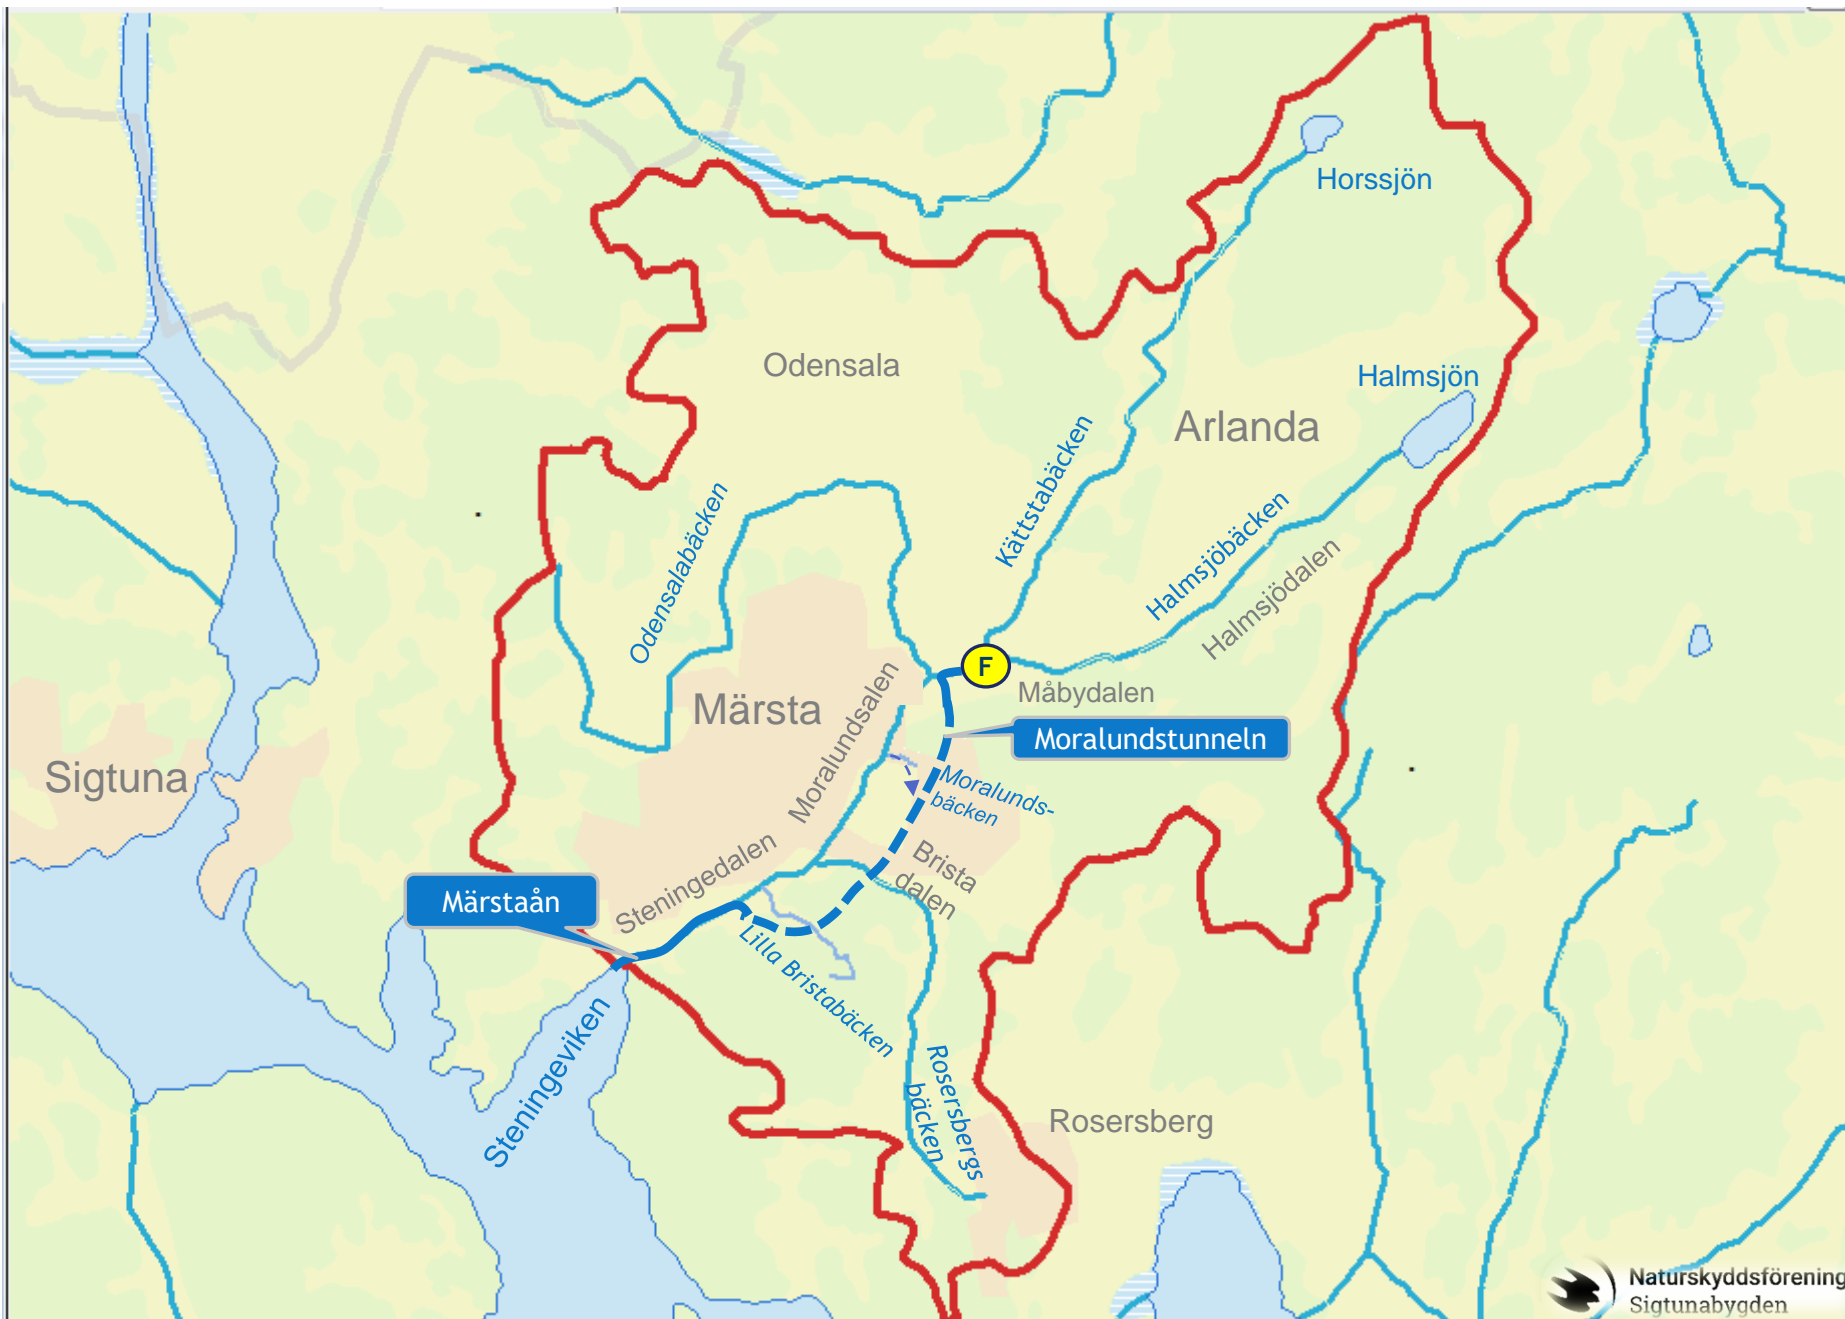 Horssjön
Odensala
Halmsjön
Arlanda
Kättstabäcken
Odensalabäcken
Halmsjöbäcken
Halmsjödalen
F
Måbydalen
Märsta
Moralundsalen
Moralundstunneln
Sigtuna
Moralunds-
bäcken
Brista
dalen
Steningedalen
Märstaån
Lilla Bristabäcken
Steningeviken
Rosersbergs
bäcken
Rosersberg
Naturskyddsförening
Sigtunabygden